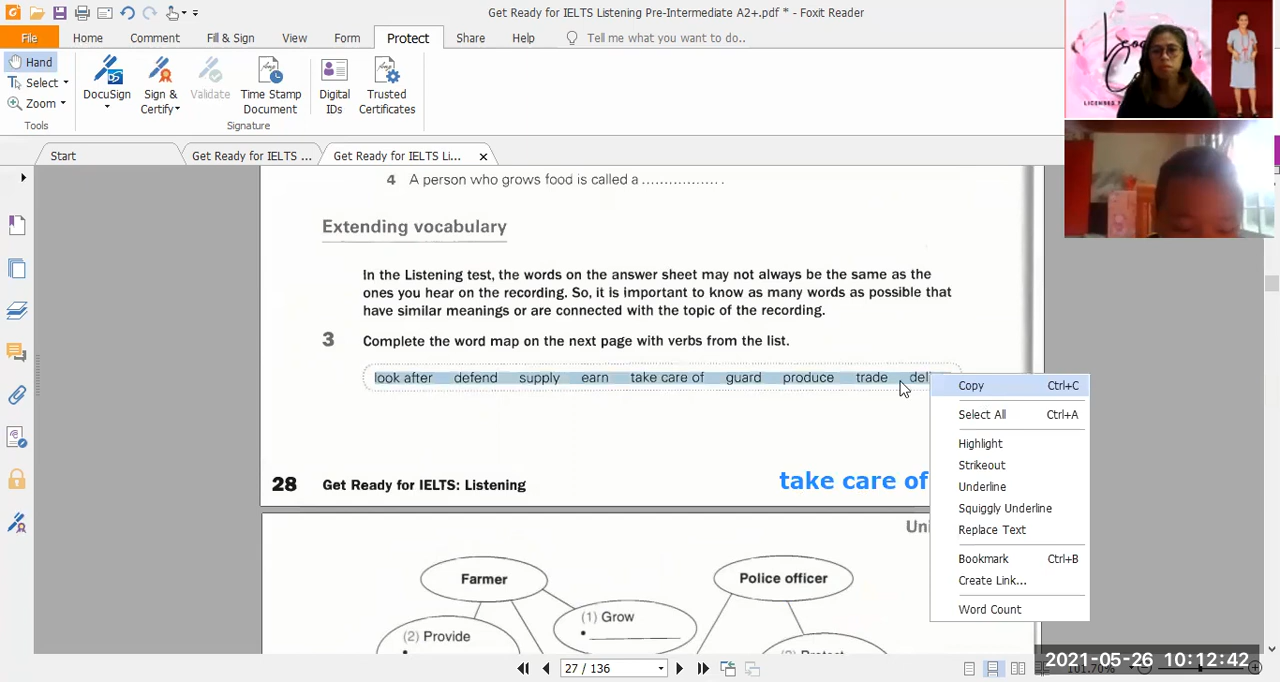 Get Ready for IELTS Listening Pre-Intermediate A2+.pdf * - Foxit Reader
File Home Comment Fill & Sign View Form Protect Share Help Tell me what you want to do..
Hand
Select
Zoom
Tools
DocuSign
Sign & Certify
Validate
Time Stamp Document
Digital IDs
Trusted Certificates
Signature
Start
Get Ready for IELTS ...
Get Ready for IELTS Li...
4 A person who grows food is called a ................. .
Extending vocabulary
In the Listening test, the words on the answer sheet may not always be the same as the
ones you hear on the recording. So, it is important to know as many words as possible that
have similar meanings or are connected with the topic of the recording.
3 Complete the word map on the next page with verbs from the list.
look after defend supply earn take care of guard produce trade
Copy Ctrl+C
Select All Ctrl+A
Highlight
Strikeout
Underline
Squiggly Underline
Replace Text
Bookmark Ctrl+B
Create Link...
Word Count
28 Get Ready for IELTS: Listening
take care of
Farmer
Police officer
(1) Grow
(2) Provide
27 / 136
2021-05-26 10:12:42